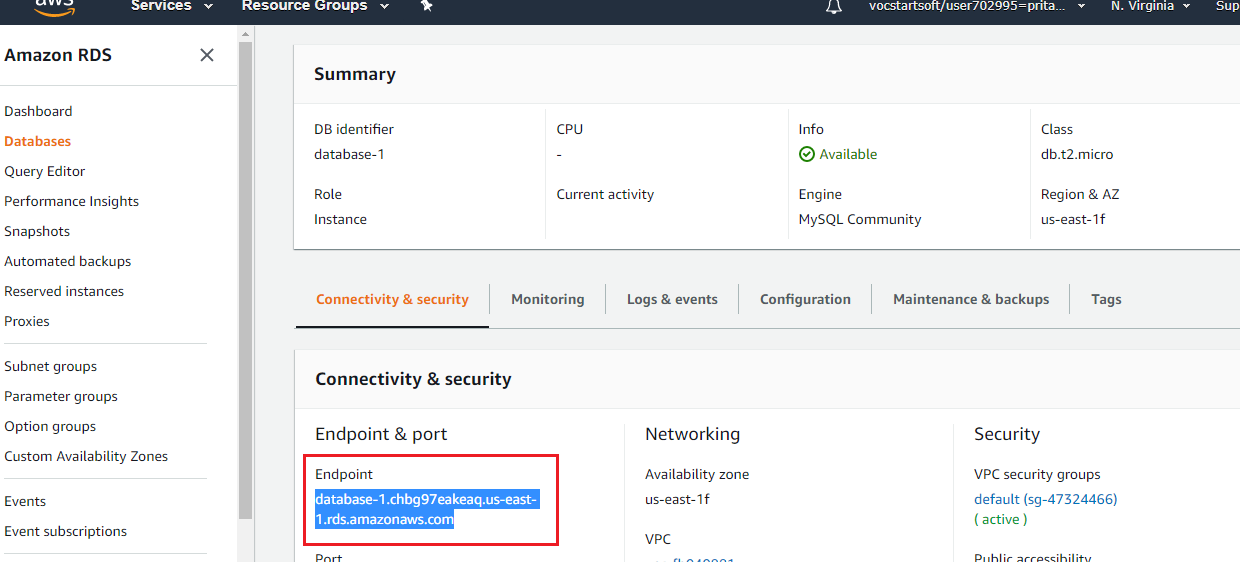 aws
Services
Resource Groups
vocstartsoft/user702995=prita...
N. Virginia
Sup
Amazon RDS
Dashboard
Databases
Query Editor
Performance Insights
Snapshots
Automated backups
Reserved instances
Proxies
Subnet groups
Parameter groups
Option groups
Custom Availability Zones
Events
Event subscriptions
Summary
DB identifier
database-1
CPU
-
Info
Available
Class
db.t2.micro
Role
Instance
Current activity
Engine
MySQL Community
Region & AZ
us-east-1f
Connectivity & security
Monitoring
Logs & events
Configuration
Maintenance & backups
Tags
Connectivity & security
Endpoint & port
Endpoint
database-1.chbg97eakeaq.us-east-
1.rds.amazonaws.com
Port
Networking
Availability zone
us-east-1f
VPC
Security
VPC security groups
default (sg-47324466)
( active )
Public accessibility